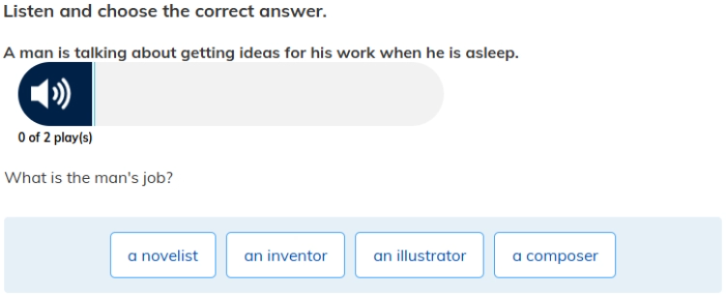 Listen and choose the correct answer.
A man is talking about getting ideas for his work when he is asleep.
0 of 2 play(s)
What is the man's job?
a novelist
an inventor
an illustrator
a composer